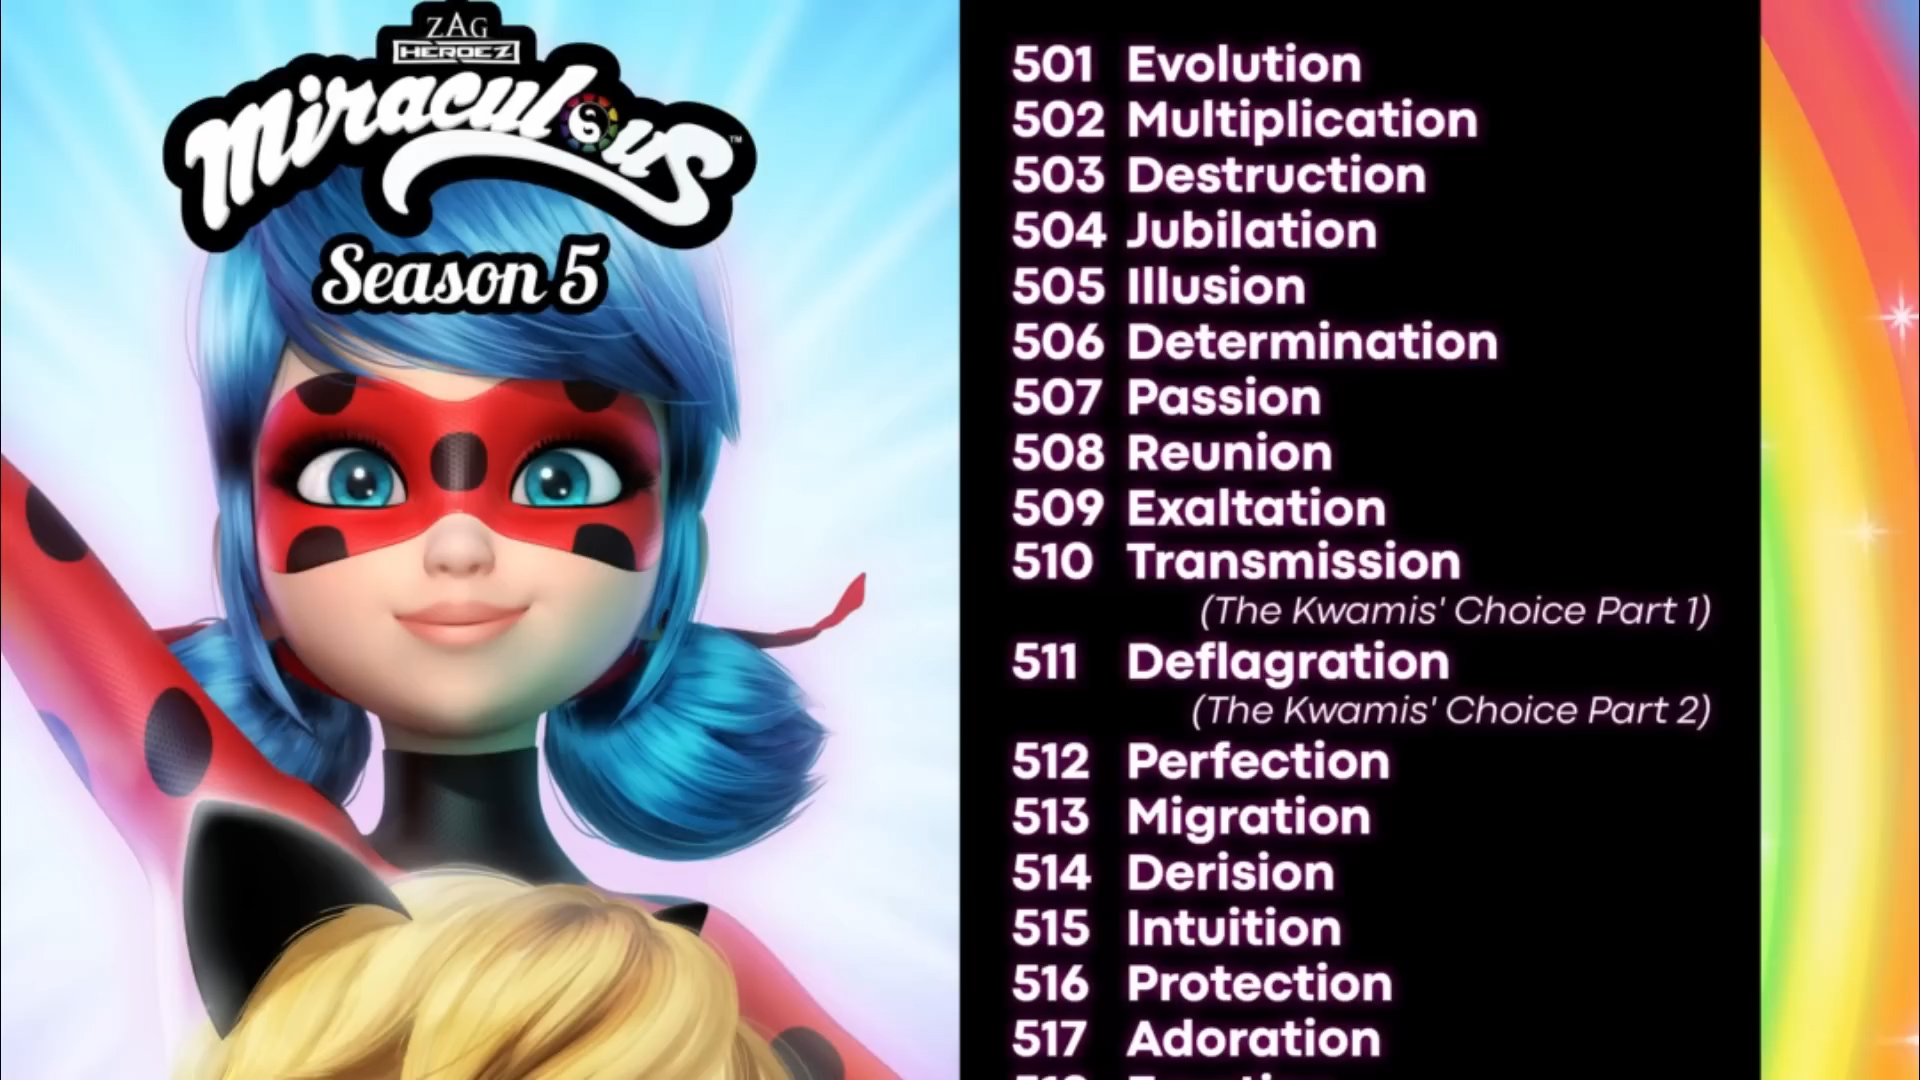 ZAG
HEROEZ
Miraculous™
Season 5
501 Evolution
502 Multiplication
503 Destruction
504 Jubilation
505 Illusion
506 Determination
507 Passion
508 Reunion
509 Exaltation
510 Transmission
(The Kwamis' Choice Part 1)
511 Deflagration
(The Kwamis' Choice Part 2)
512 Perfection
513 Migration
514 Derision
515 Intuition
516 Protection
517 Adoration